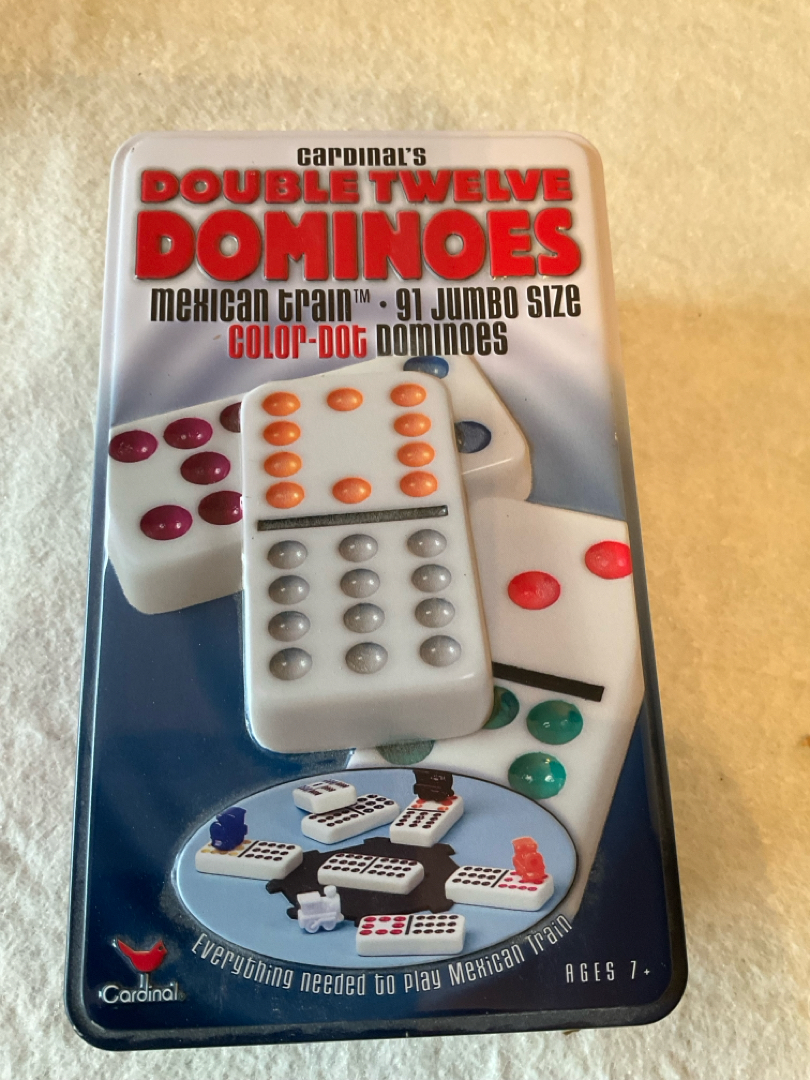 CARDINAL'S
DOUBLE TWELVE
DOMINOES
MEXICAN TRAIN™ • 91 JUMBO SIZE
COLOR-DOT DOMINOES
Everything needed to play Mexican Train
AGES 7+
Cardinal